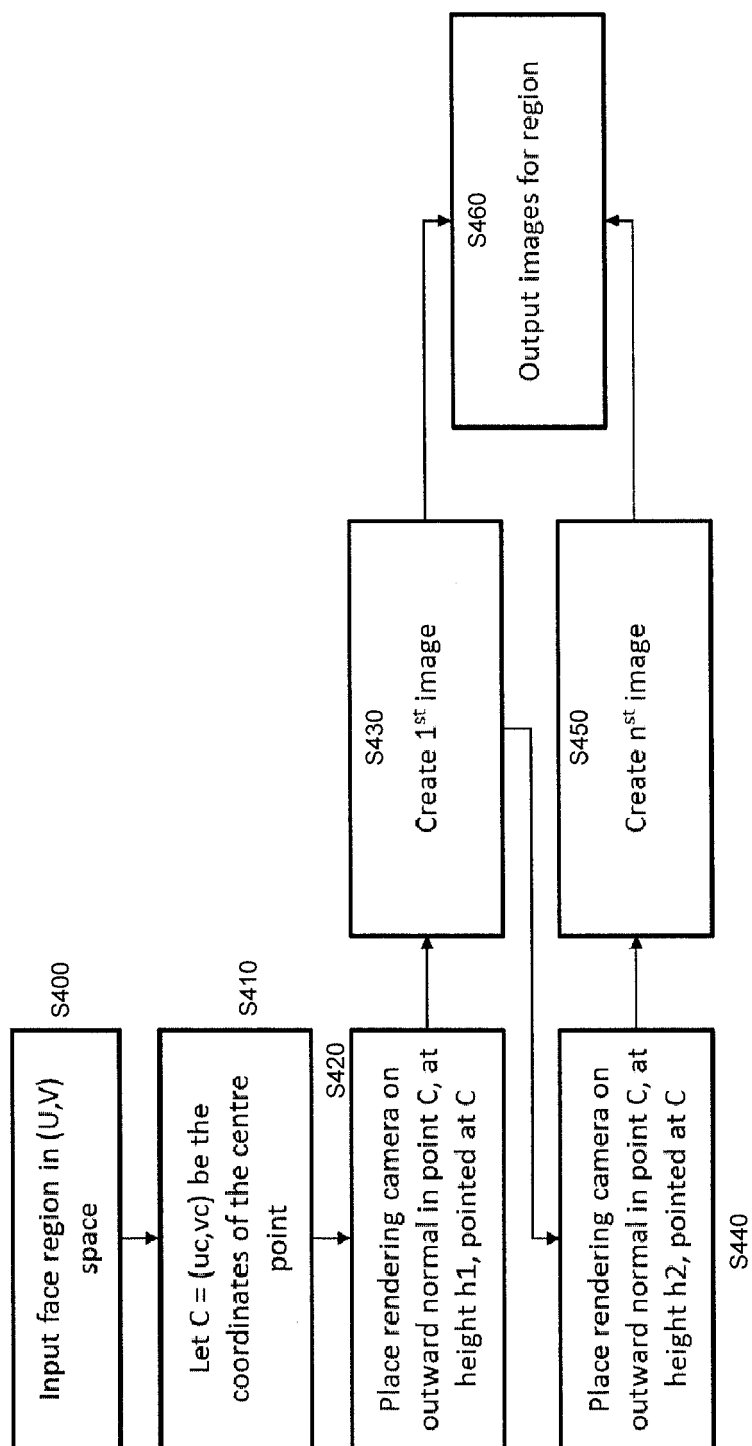 S400
Input face region in (U,V)
space
S410
Let C = (uc,vc) be the
coordinates of the centre
point
S420
Place rendering camera on
outward normal in point C, at
height h1, pointed at C
S430
Create 1st image
S440
Place rendering camera on
outward normal in point C, at
height h2, pointed at C
S450
Create nst image
S460
Output images for region